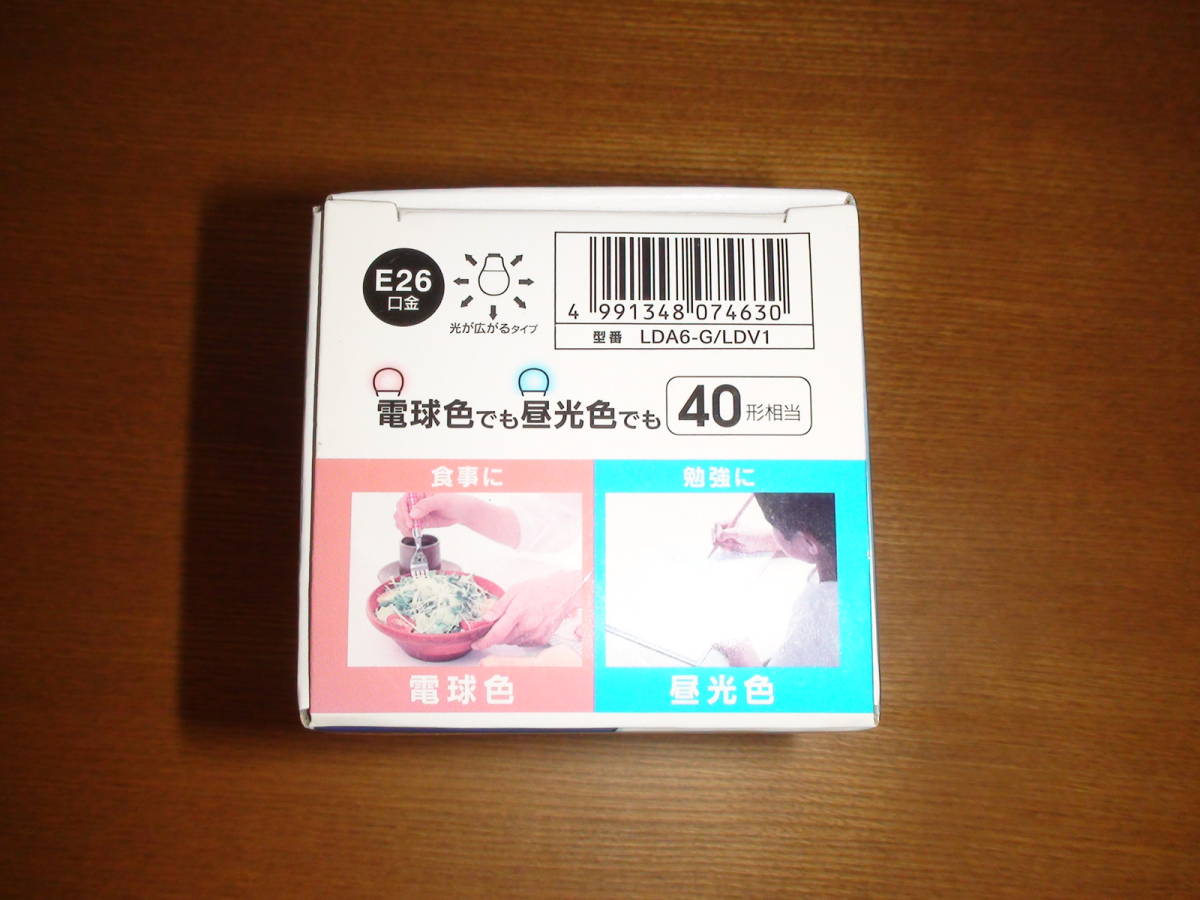 E26
口金
光が広がるタイプ
4 991348 074630
型番 LDA6-G/LDV1
電球色でも昼光色でも
40形相当
食事に
勉強に
電球色
昼光色